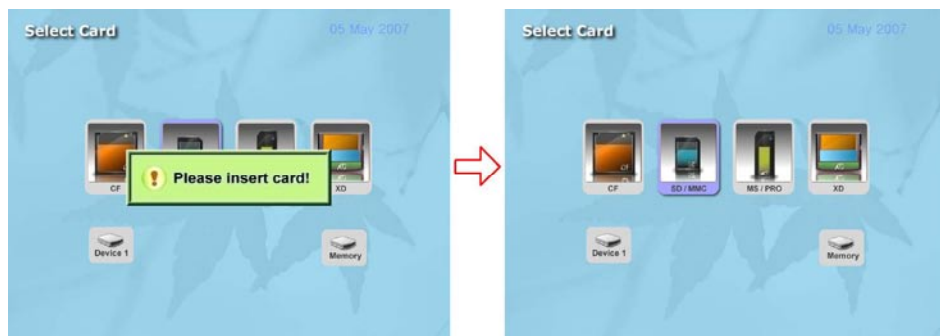 Select Card
05 May 2007
Please insert card!
CF
XD
Device 1
Memory
Select Card
05 May 2007
CF
SD / MMC
MS / PRO
XD
Device 1
Memory